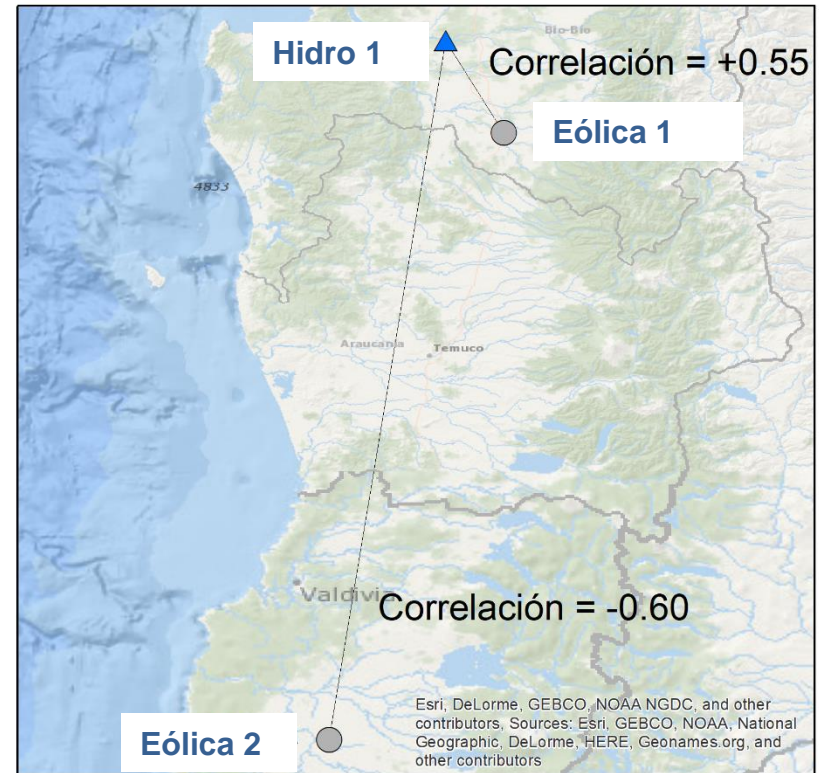 Bio-Bío
Hidro 1
Correlación = +0.55
Eólica 1
4833
Araucanía
Temuco
Valdivia
Correlación = -0.60
Esri, DeLorme, GEBCO, NOAA NGDC, and other
contributors, Sources: Esri, GEBCO, NOAA, National
Geographic, DeLorme, HERE, Geonames.org, and
other contributors
Eólica 2